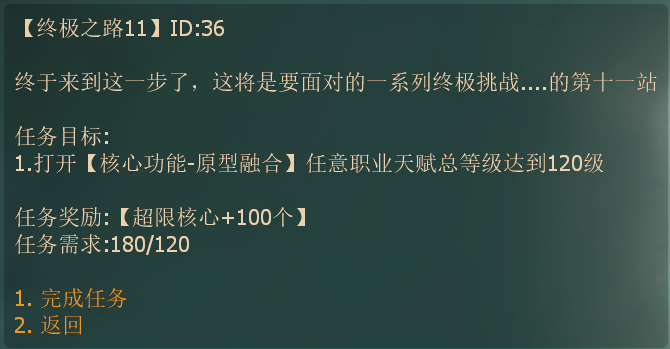 【终极之路11】ID:36
终于来到这一步了，这将是要面对的一系列终极挑战....的第十一站
任务目标:
1.打开【核心功能-原型融合】任意职业天赋总等级达到120级
任务奖励:【超限核心+100个】
任务需求:180/120
1. 完成任务
2. 返回